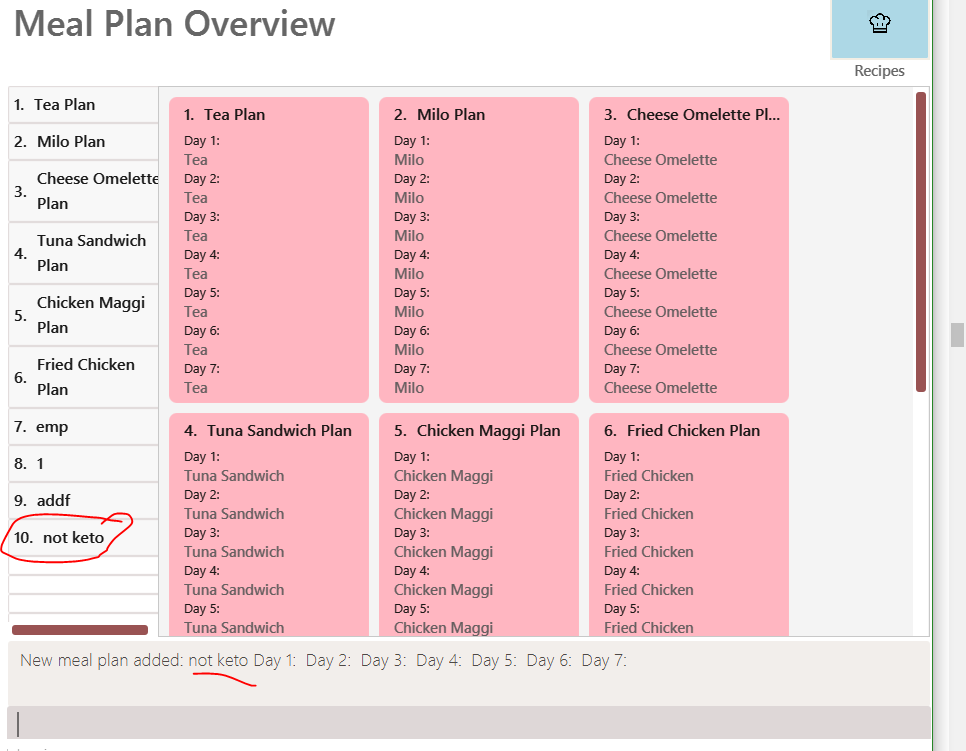 Meal Plan Overview
Recipes
1. Tea Plan
2. Milo Plan
3. Cheese Omelette
Plan
4. Tuna Sandwich
Plan
5. Chicken Maggi
Plan
6. Fried Chicken
Plan
7. emp
8. 1
9. addf
10. not keto
1. Tea Plan
Day 1:
Tea
Day 2:
Tea
Day 3:
Tea
Day 4:
Tea
Day 5:
Tea
Day 6:
Tea
Day 7:
Tea
2. Milo Plan
Day 1:
Milo
Day 2:
Milo
Day 3:
Milo
Day 4:
Milo
Day 5:
Milo
Day 6:
Milo
Day 7:
Milo
3. Cheese Omelette Pl...
Day 1:
Cheese Omelette
Day 2:
Cheese Omelette
Day 3:
Cheese Omelette
Day 4:
Cheese Omelette
Day 5:
Cheese Omelette
Day 6:
Cheese Omelette
Day 7:
Cheese Omelette
4. Tuna Sandwich Plan
Day 1:
Tuna Sandwich
Day 2:
Tuna Sandwich
Day 3:
Tuna Sandwich
Day 4:
Tuna Sandwich
Day 5:
Tuna Sandwich
5. Chicken Maggi Plan
Day 1:
Chicken Maggi
Day 2:
Chicken Maggi
Day 3:
Chicken Maggi
Day 4:
Chicken Maggi
Day 5:
Chicken Maggi
6. Fried Chicken Plan
Day 1:
Fried Chicken
Day 2:
Fried Chicken
Day 3:
Fried Chicken
Day 4:
Fried Chicken
Day 5:
Fried Chicken
New meal plan added: not keto Day 1: Day 2: Day 3: Day 4: Day 5: Day 6: Day 7: